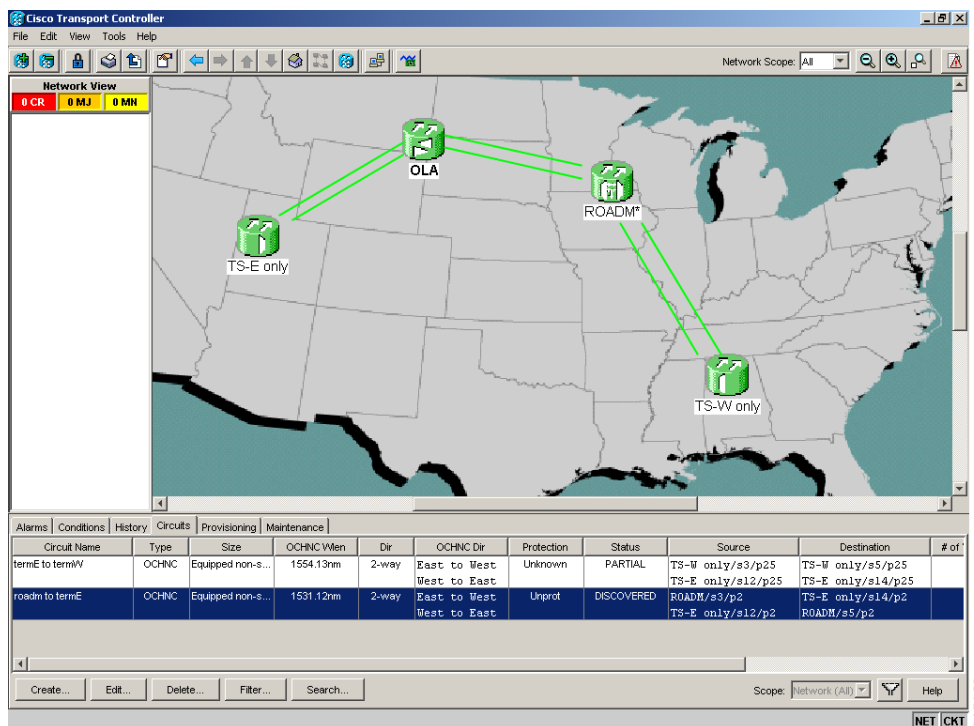 Cisco Transport Controller
File Edit View Tools Help
Network Scope: All
Network View
0 CR 0 MJ 0 MN
OLA
ROADM*
TS-E only
TS-W only
Alarms Conditions History Circuits Provisioning Maintenance
Circuit Name Type Size OCHNC Wlen Dir OCHNC Dir Protection Status Source Destination # of
termE to termW OCHNC Equipped non-s... 1554.13nm 2-way East to West Unknown PARTIAL TS-W only/s3/p25 TS-W only/s5/p25
West to East TS-E only/s12/p25 TS-E only/s14/p25
roadm to termE OCHNC Equipped non-s... 1531.12nm 2-way East to West Unprot DISCOVERED ROADM/s3/p2 TS-E only/s14/p2
West to East TS-E only/s12/p2 ROADM/s5/p2
Create... Edit... Delete... Filter... Search... Scope: Network (All) Help
NET CKT